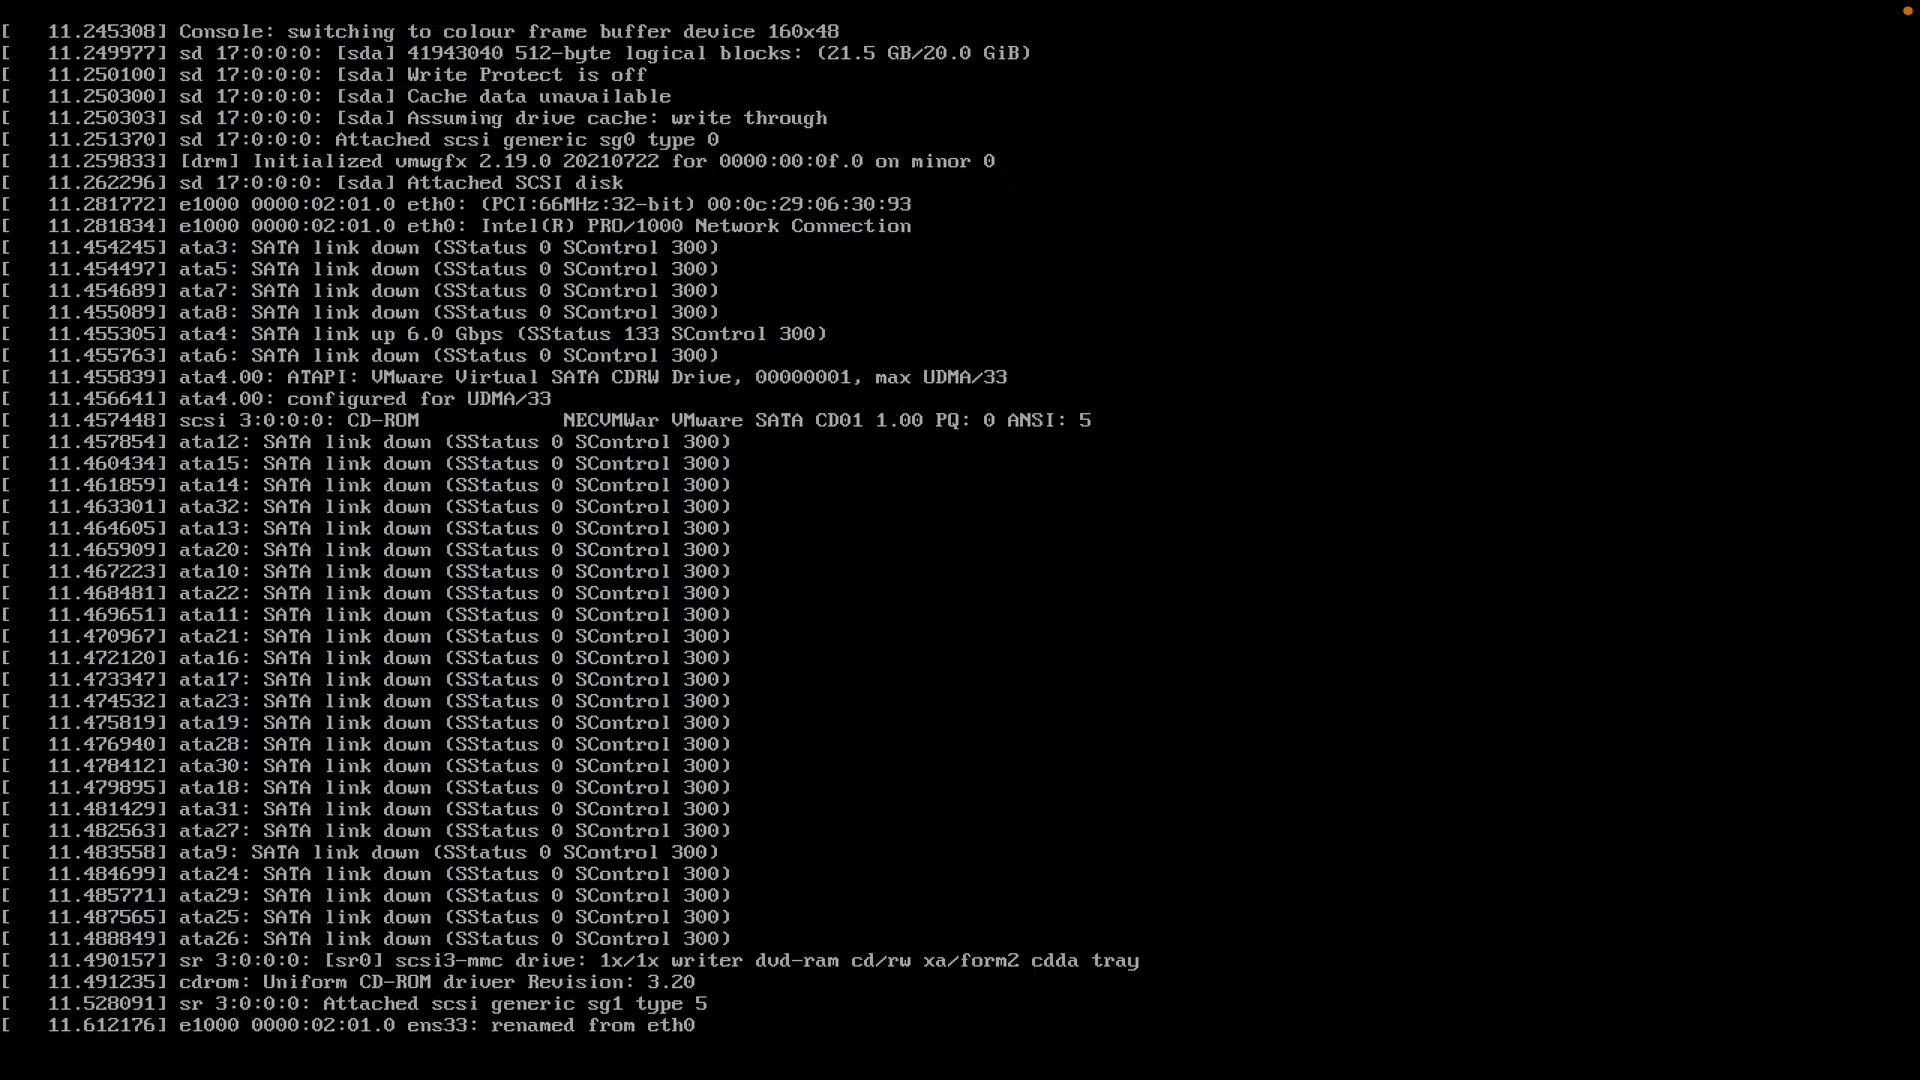 [   11.245308] Console: switching to colour frame buffer device 160x48
[   11.249977] sd 17:0:0:0: [sda] 41943040 512-byte logical blocks: (21.5 GB/20.0 GiB)
[   11.250100] sd 17:0:0:0: [sda] Write Protect is off
[   11.250300] sd 17:0:0:0: [sda] Cache data unavailable
[   11.250303] sd 17:0:0:0: [sda] Assuming drive cache: write through
[   11.251370] sd 17:0:0:0: Attached scsi generic sg0 type 0
[   11.259833] [drm] Initialized vmwgfx 2.19.0 20210722 for 0000:00:0f.0 on minor 0
[   11.262296] sd 17:0:0:0: [sda] Attached SCSI disk
[   11.281772] e1000 0000:02:01.0 eth0: (PCI:66MHz:32-bit) 00:0c:29:06:30:93
[   11.281834] e1000 0000:02:01.0 eth0: Intel(R) PRO/1000 Network Connection
[   11.454245] ata3: SATA link down (SStatus 0 SControl 300)
[   11.454497] ata5: SATA link down (SStatus 0 SControl 300)
[   11.454689] ata7: SATA link down (SStatus 0 SControl 300)
[   11.455089] ata8: SATA link down (SStatus 0 SControl 300)
[   11.455305] ata4: SATA link up 6.0 Gbps (SStatus 133 SControl 300)
[   11.455763] ata6: SATA link down (SStatus 0 SControl 300)
[   11.455839] ata4.00: ATAPI: VMware Virtual SATA CDRW Drive, 00000001, max UDMA/33
[   11.456641] ata4.00: configured for UDMA/33
[   11.457448] scsi 3:0:0:0: CD-ROM            NECVMWar VMware SATA CD01 1.00 PQ: 0 ANSI: 5
[   11.457854] ata12: SATA link down (SStatus 0 SControl 300)
[   11.460434] ata15: SATA link down (SStatus 0 SControl 300)
[   11.461859] ata14: SATA link down (SStatus 0 SControl 300)
[   11.463301] ata32: SATA link down (SStatus 0 SControl 300)
[   11.464605] ata13: SATA link down (SStatus 0 SControl 300)
[   11.465909] ata20: SATA link down (SStatus 0 SControl 300)
[   11.467223] ata10: SATA link down (SStatus 0 SControl 300)
[   11.468481] ata22: SATA link down (SStatus 0 SControl 300)
[   11.469651] ata11: SATA link down (SStatus 0 SControl 300)
[   11.470967] ata21: SATA link down (SStatus 0 SControl 300)
[   11.472120] ata16: SATA link down (SStatus 0 SControl 300)
[   11.473347] ata17: SATA link down (SStatus 0 SControl 300)
[   11.474532] ata23: SATA link down (SStatus 0 SControl 300)
[   11.475819] ata19: SATA link down (SStatus 0 SControl 300)
[   11.476940] ata28: SATA link down (SStatus 0 SControl 300)
[   11.478412] ata30: SATA link down (SStatus 0 SControl 300)
[   11.479895] ata18: SATA link down (SStatus 0 SControl 300)
[   11.481429] ata31: SATA link down (SStatus 0 SControl 300)
[   11.482563] ata27: SATA link down (SStatus 0 SControl 300)
[   11.483558] ata9: SATA link down (SStatus 0 SControl 300)
[   11.484699] ata24: SATA link down (SStatus 0 SControl 300)
[   11.485771] ata29: SATA link down (SStatus 0 SControl 300)
[   11.487565] ata25: SATA link down (SStatus 0 SControl 300)
[   11.488849] ata26: SATA link down (SStatus 0 SControl 300)
[   11.490157] sr 3:0:0:0: [sr0] scsi3-mmc drive: 1x/1x writer dvd-ram cd/rw xa/form2 cdda tray
[   11.491235] cdrom: Uniform CD-ROM driver Revision: 3.20
[   11.528091] sr 3:0:0:0: Attached scsi generic sg1 type 5
[   11.612176] e1000 0000:02:01.0 ens33: renamed from eth0